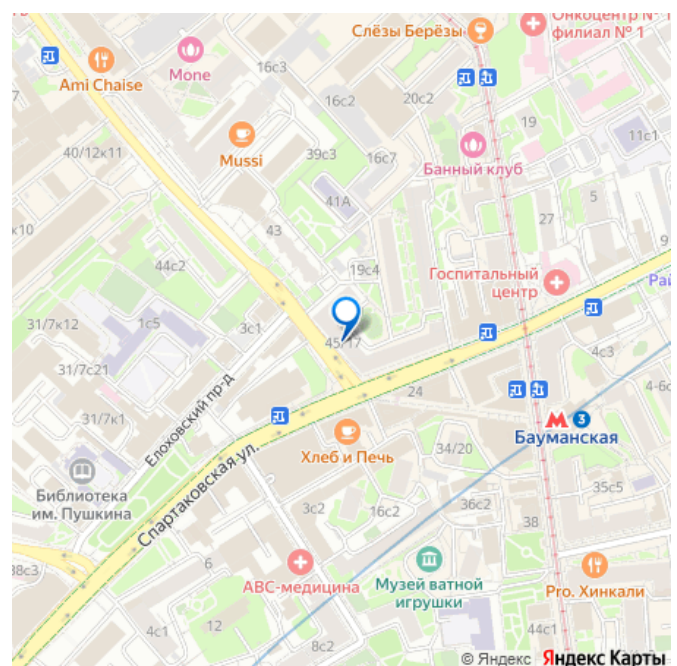 Слёзы Берёзы
Онкоцентр № 1
филиал № 1
Ami Chaise
Mone
16с3
16с2
20с2
19
11с1
40/12к11
Mussi
39с3
16с7
Банный клуб
41А
5
27
43
9
44с2
19с4
Госпитальный
центр
Рай
31/7к12
1с5
3с1
45/17
4с3
31/7с21
24
4-6с
Елоховский пр-д
31/7к1
3
Бауманская
Хлеб и Печь
34/20
Библиотека
им. Пушкина
Спартаковская ул.
35с5
3с2
16с2
36с2
38
38с3
6
АВС-медицина
Музей ватной
игрушки
Pro. Хинкали
4с1
12
8с2
44с1
© Яндекс Яндекс Карты